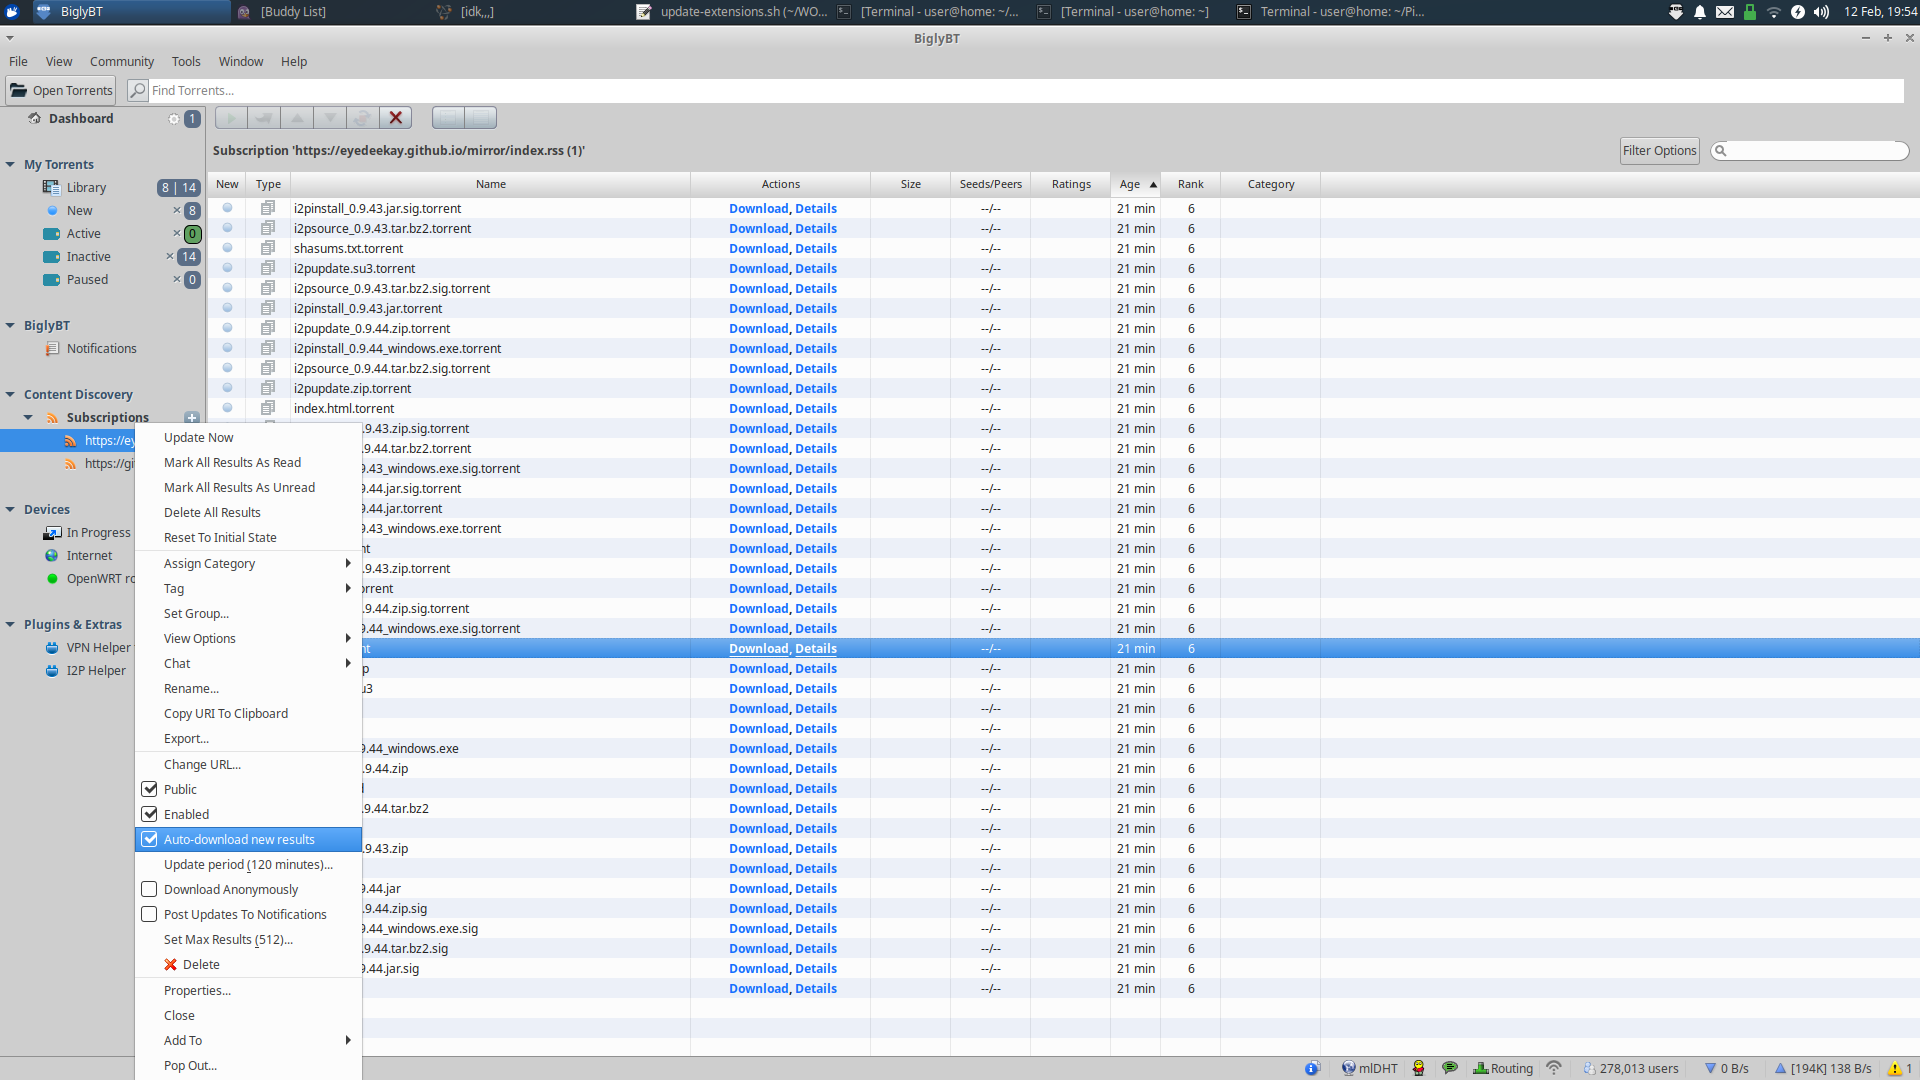 BiglyBT
[Buddy List]
[idk,,,]
update-extensions.sh (~/WO...
[Terminal - user@home: ~/...
[Terminal - user@home: ~]
Terminal - user@home: ~/Pi...
12 Feb, 19:54
BiglyBT
File View Community Tools Window Help
Open Torrents
Find Torrents...
Dashboard 1
My Torrents
Library 8 | 14
New 8
Active 0
Inactive 14
Paused 0
BiglyBT
Notifications
Content Discovery
Subscriptions
https://ey
https://gi
Devices
In Progress
Internet
OpenWRT ro
Plugins & Extras
VPN Helper
I2P Helper
Subscription 'https://eyedeekay.github.io/mirror/index.rss (1)'
Filter Options
New Type Name Actions Size Seeds/Peers Ratings Age Rank Category
i2pinstall_0.9.43.jar.sig.torrent Download, Details --/-- 21 min 6
i2psource_0.9.43.tar.bz2.torrent Download, Details --/-- 21 min 6
shasums.txt.torrent Download, Details --/-- 21 min 6
i2pupdate.su3.torrent Download, Details --/-- 21 min 6
i2psource_0.9.43.tar.bz2.sig.torrent Download, Details --/-- 21 min 6
i2pinstall_0.9.43.jar.torrent Download, Details --/-- 21 min 6
i2pupdate_0.9.44.zip.torrent Download, Details --/-- 21 min 6
i2pinstall_0.9.44_windows.exe.torrent Download, Details --/-- 21 min 6
i2psource_0.9.44.tar.bz2.sig.torrent Download, Details --/-- 21 min 6
i2pupdate.zip.torrent Download, Details --/-- 21 min 6
index.html.torrent Download, Details --/-- 21 min 6
.9.43.zip.sig.torrent Download, Details --/-- 21 min 6
.9.44.tar.bz2.torrent Download, Details --/-- 21 min 6
9.43_windows.exe.sig.torrent Download, Details --/-- 21 min 6
9.44.jar.sig.torrent Download, Details --/-- 21 min 6
9.44.jar.torrent Download, Details --/-- 21 min 6
9.43_windows.exe.torrent Download, Details --/-- 21 min 6
nt Download, Details --/-- 21 min 6
.9.43.zip.torrent Download, Details --/-- 21 min 6
orrent Download, Details --/-- 21 min 6
.9.44.zip.sig.torrent Download, Details --/-- 21 min 6
9.44_windows.exe.sig.torrent Download, Details --/-- 21 min 6
nt Download, Details --/-- 21 min 6
p Download, Details --/-- 21 min 6
u3 Download, Details --/-- 21 min 6
Download, Details --/-- 21 min 6
Download, Details --/-- 21 min 6
9.44_windows.exe Download, Details --/-- 21 min 6
.9.44.zip Download, Details --/-- 21 min 6
Download, Details --/-- 21 min 6
.9.44.tar.bz2 Download, Details --/-- 21 min 6
Download, Details --/-- 21 min 6
.9.43.zip Download, Details --/-- 21 min 6
Download, Details --/-- 21 min 6
9.44.jar Download, Details --/-- 21 min 6
.9.44.zip.sig Download, Details --/-- 21 min 6
9.44_windows.exe.sig Download, Details --/-- 21 min 6
.9.44.tar.bz2.sig Download, Details --/-- 21 min 6
9.44.jar.sig Download, Details --/-- 21 min 6
Download, Details --/-- 21 min 6
Update Now
Mark All Results As Read
Mark All Results As Unread
Delete All Results
Reset To Initial State
Assign Category
Tag
Set Group...
View Options
Chat
Rename...
Copy URI To Clipboard
Export...
Change URL...
Public
Enabled
Auto-download new results
Update period (120 minutes)...
Download Anonymously
Post Updates To Notifications
Set Max Results (512)...
Delete
Properties...
Close
Add To
Pop Out...
mlDHT
Routing
278,013 users
0 B/s
[194K] 138 B/s
1